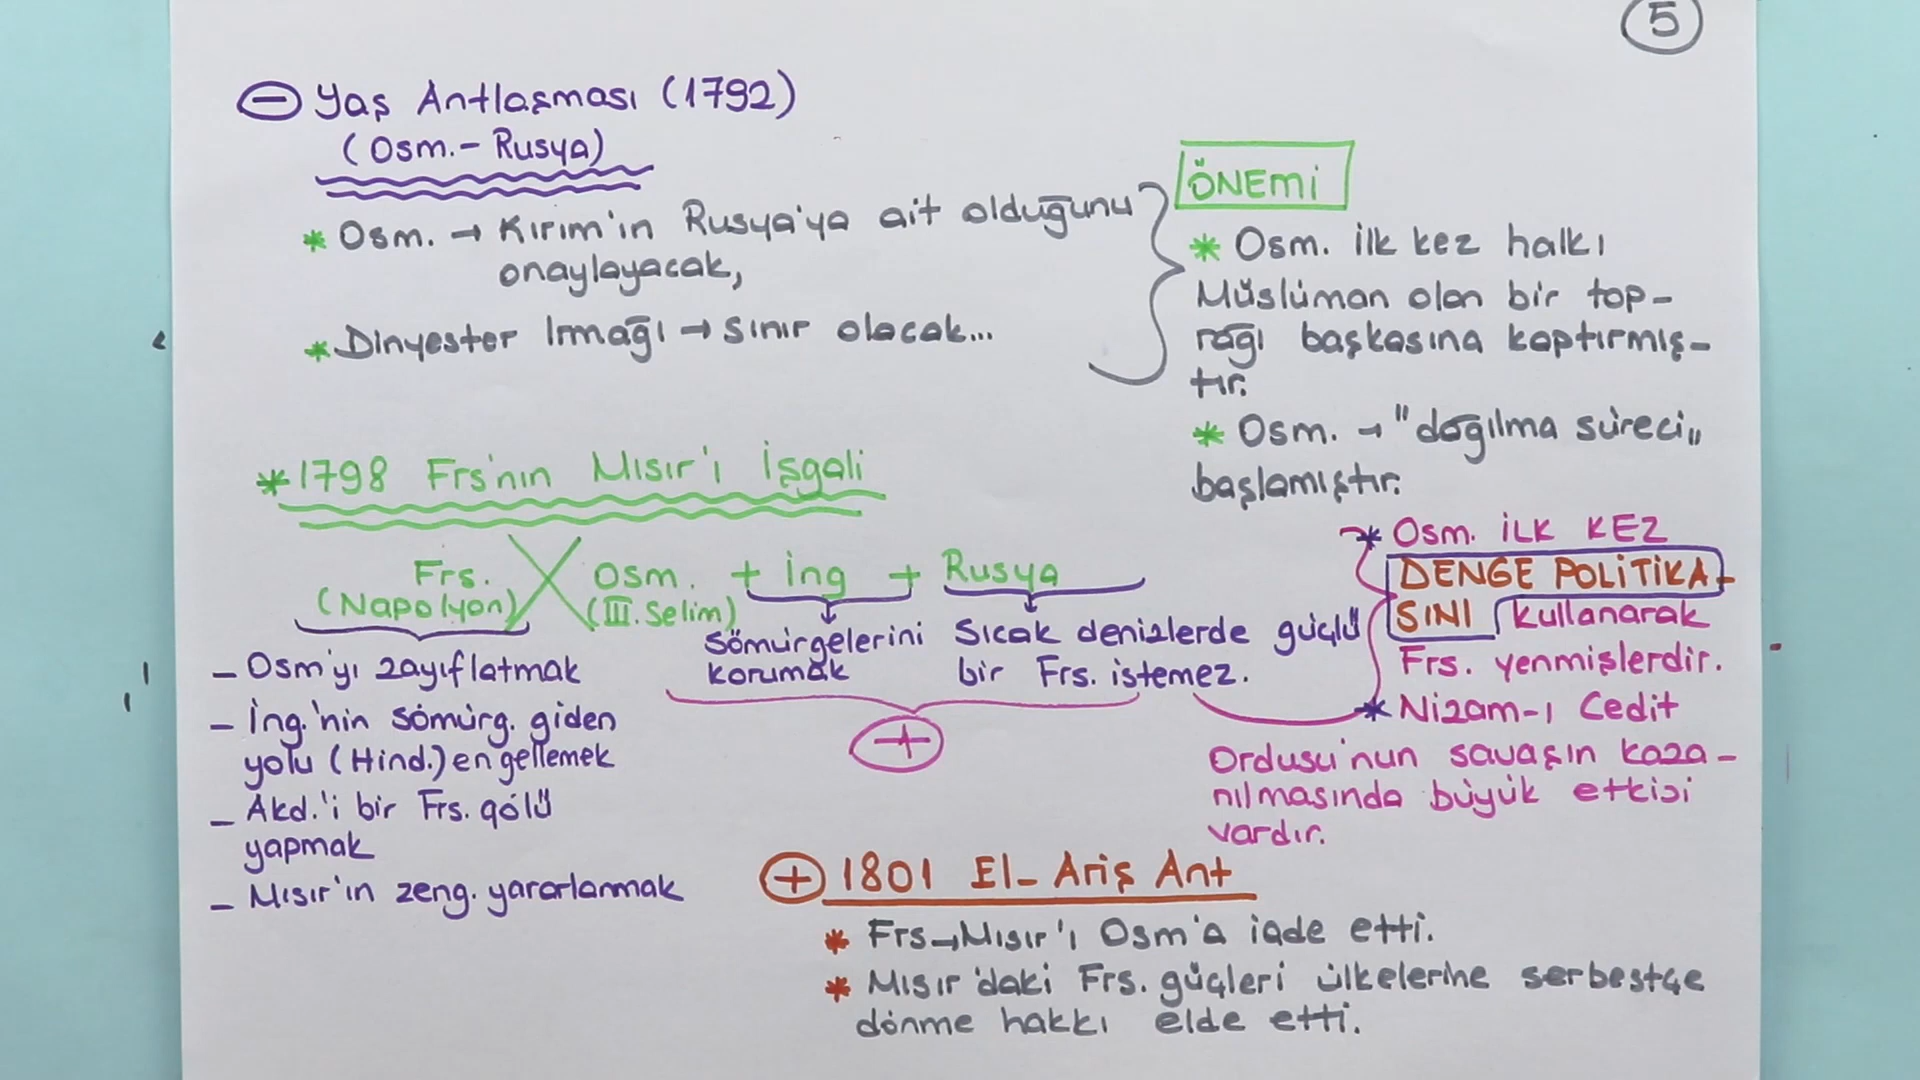 5
⊖ Yaş Antlaşması (1792)
(Osm.- Rusya)
* Osm. → Kırım'ın Rusya'ya ait olduğunu
onaylayacak,
* Dinyester Irmağı → sınır olacak...
ÖNEMİ
* Osm. ilk kez halkı
Müslüman olan bir top-
rağı başkasına kaptırmış-
tır.
* Osm. → "dağılma süreci"
başlamıştır.
* 1798 Frs'nın Mısır'ı İşgali
Frs. X Osm. + İng + Rusya
(Napolyon) (III. Selim)
- Osm'yı zayıflatmak
- İng.'nin sömürg. giden
yolu (Hind.) engellemek
- Akd.'i bir Frs. gölü
yapmak
- Mısır'ın zeng. yararlanmak
Sömürgelerini
korumak
Sıcak denizlerde güçlü
bir Frs. istemez.
+
* Osm. İLK KEZ
DENGE POLİTİKA-
SINI kullanarak
Frs. yenmişlerdir.
* Nizam-ı Cedit
Ordusu'nun savaşın kaza-
nılmasında büyük etkisi
vardır.
⊕ 1801 El-Ariş Ant
* Frs→Mısır'ı Osm'a iade etti.
* Mısır'daki Frs. güçleri ülkelerine serbestçe
dönme hakkı elde etti.